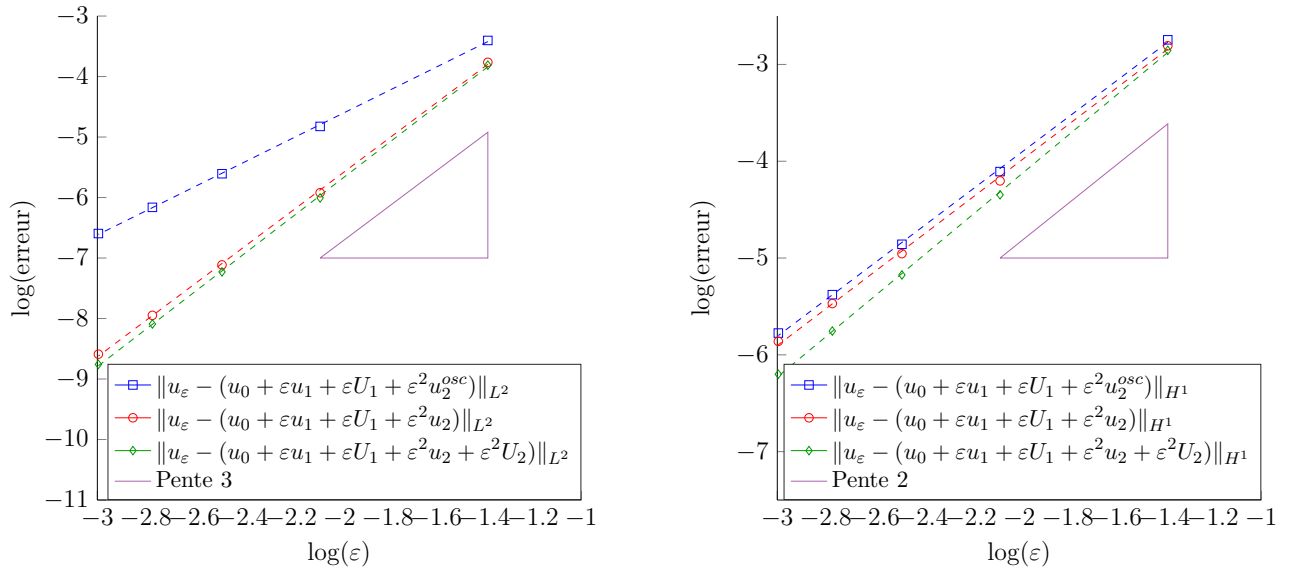 −3
−4
−5
−6
−7
−8
−9
−10
−11
log(erreur)
−3 −2.8 −2.6 −2.4 −2.2 −2 −1.8 −1.6 −1.4 −1.2 −1
log(ε)
‖u_ε − (u_0 + εu_1 + εU_1 + ε²u_2^{osc})‖_{L²}
‖u_ε − (u_0 + εu_1 + εU_1 + ε²u_2)‖_{L²}
‖u_ε − (u_0 + εu_1 + εU_1 + ε²u_2 + ε²U_2)‖_{L²}
Pente 3
−3
−4
−5
−6
−7
log(erreur)
−3 −2.8 −2.6 −2.4 −2.2 −2 −1.8 −1.6 −1.4 −1.2 −1
log(ε)
‖u_ε − (u_0 + εu_1 + εU_1 + ε²u_2^{osc})‖_{H¹}
‖u_ε − (u_0 + εu_1 + εU_1 + ε²u_2)‖_{H¹}
‖u_ε − (u_0 + εu_1 + εU_1 + ε²u_2 + ε²U_2)‖_{H¹}
Pente 2